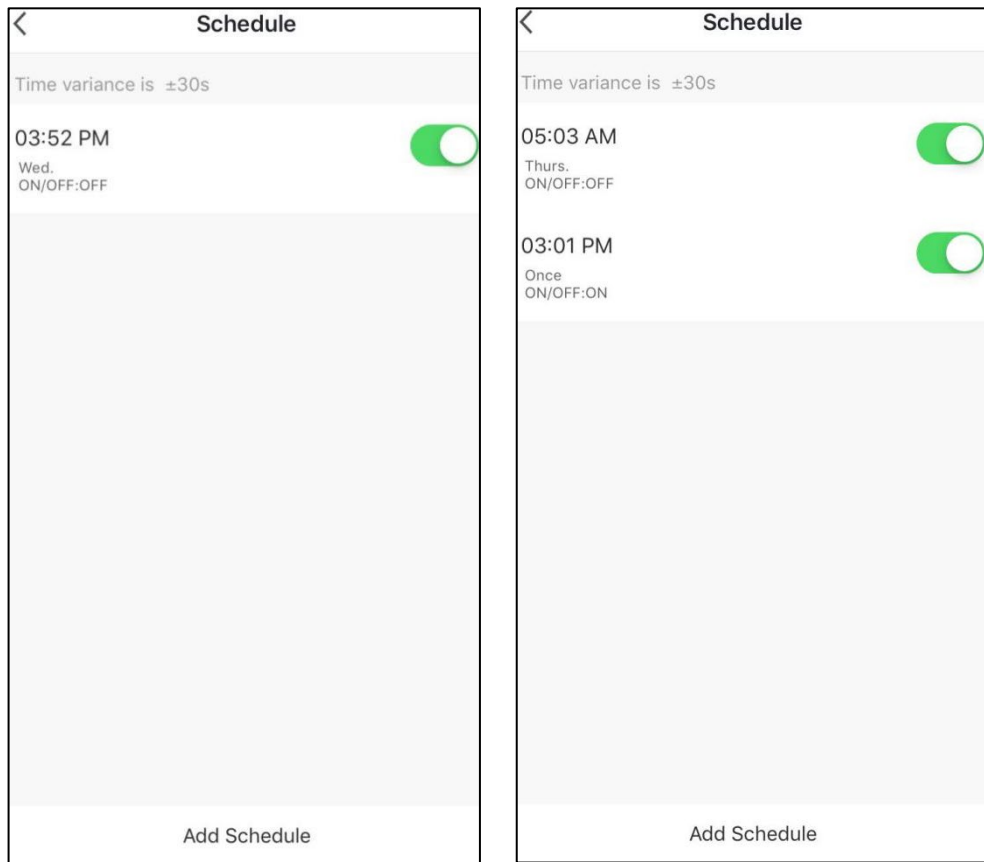 Schedule
Time variance is ±30s
03:52 PM
Wed.
ON/OFF:OFF
Add Schedule
Schedule
Time variance is ±30s
05:03 AM
Thurs.
ON/OFF:OFF
03:01 PM
Once
ON/OFF:ON
Add Schedule